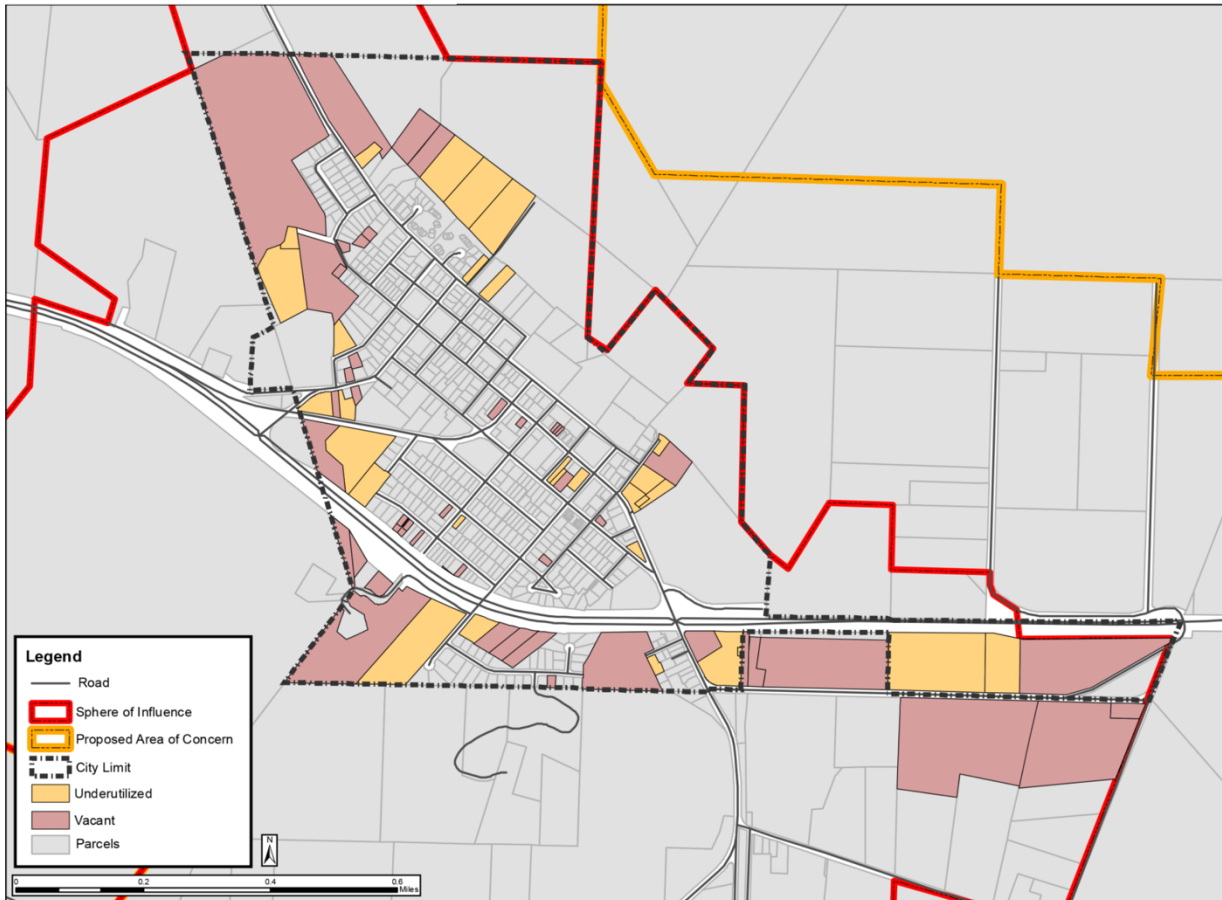 Legend
Road
Sphere of Influence
Proposed Area of Concern
City Limit
Underutilized
Vacant
Parcels
N
0 0.2 0.4 0.6
Miles